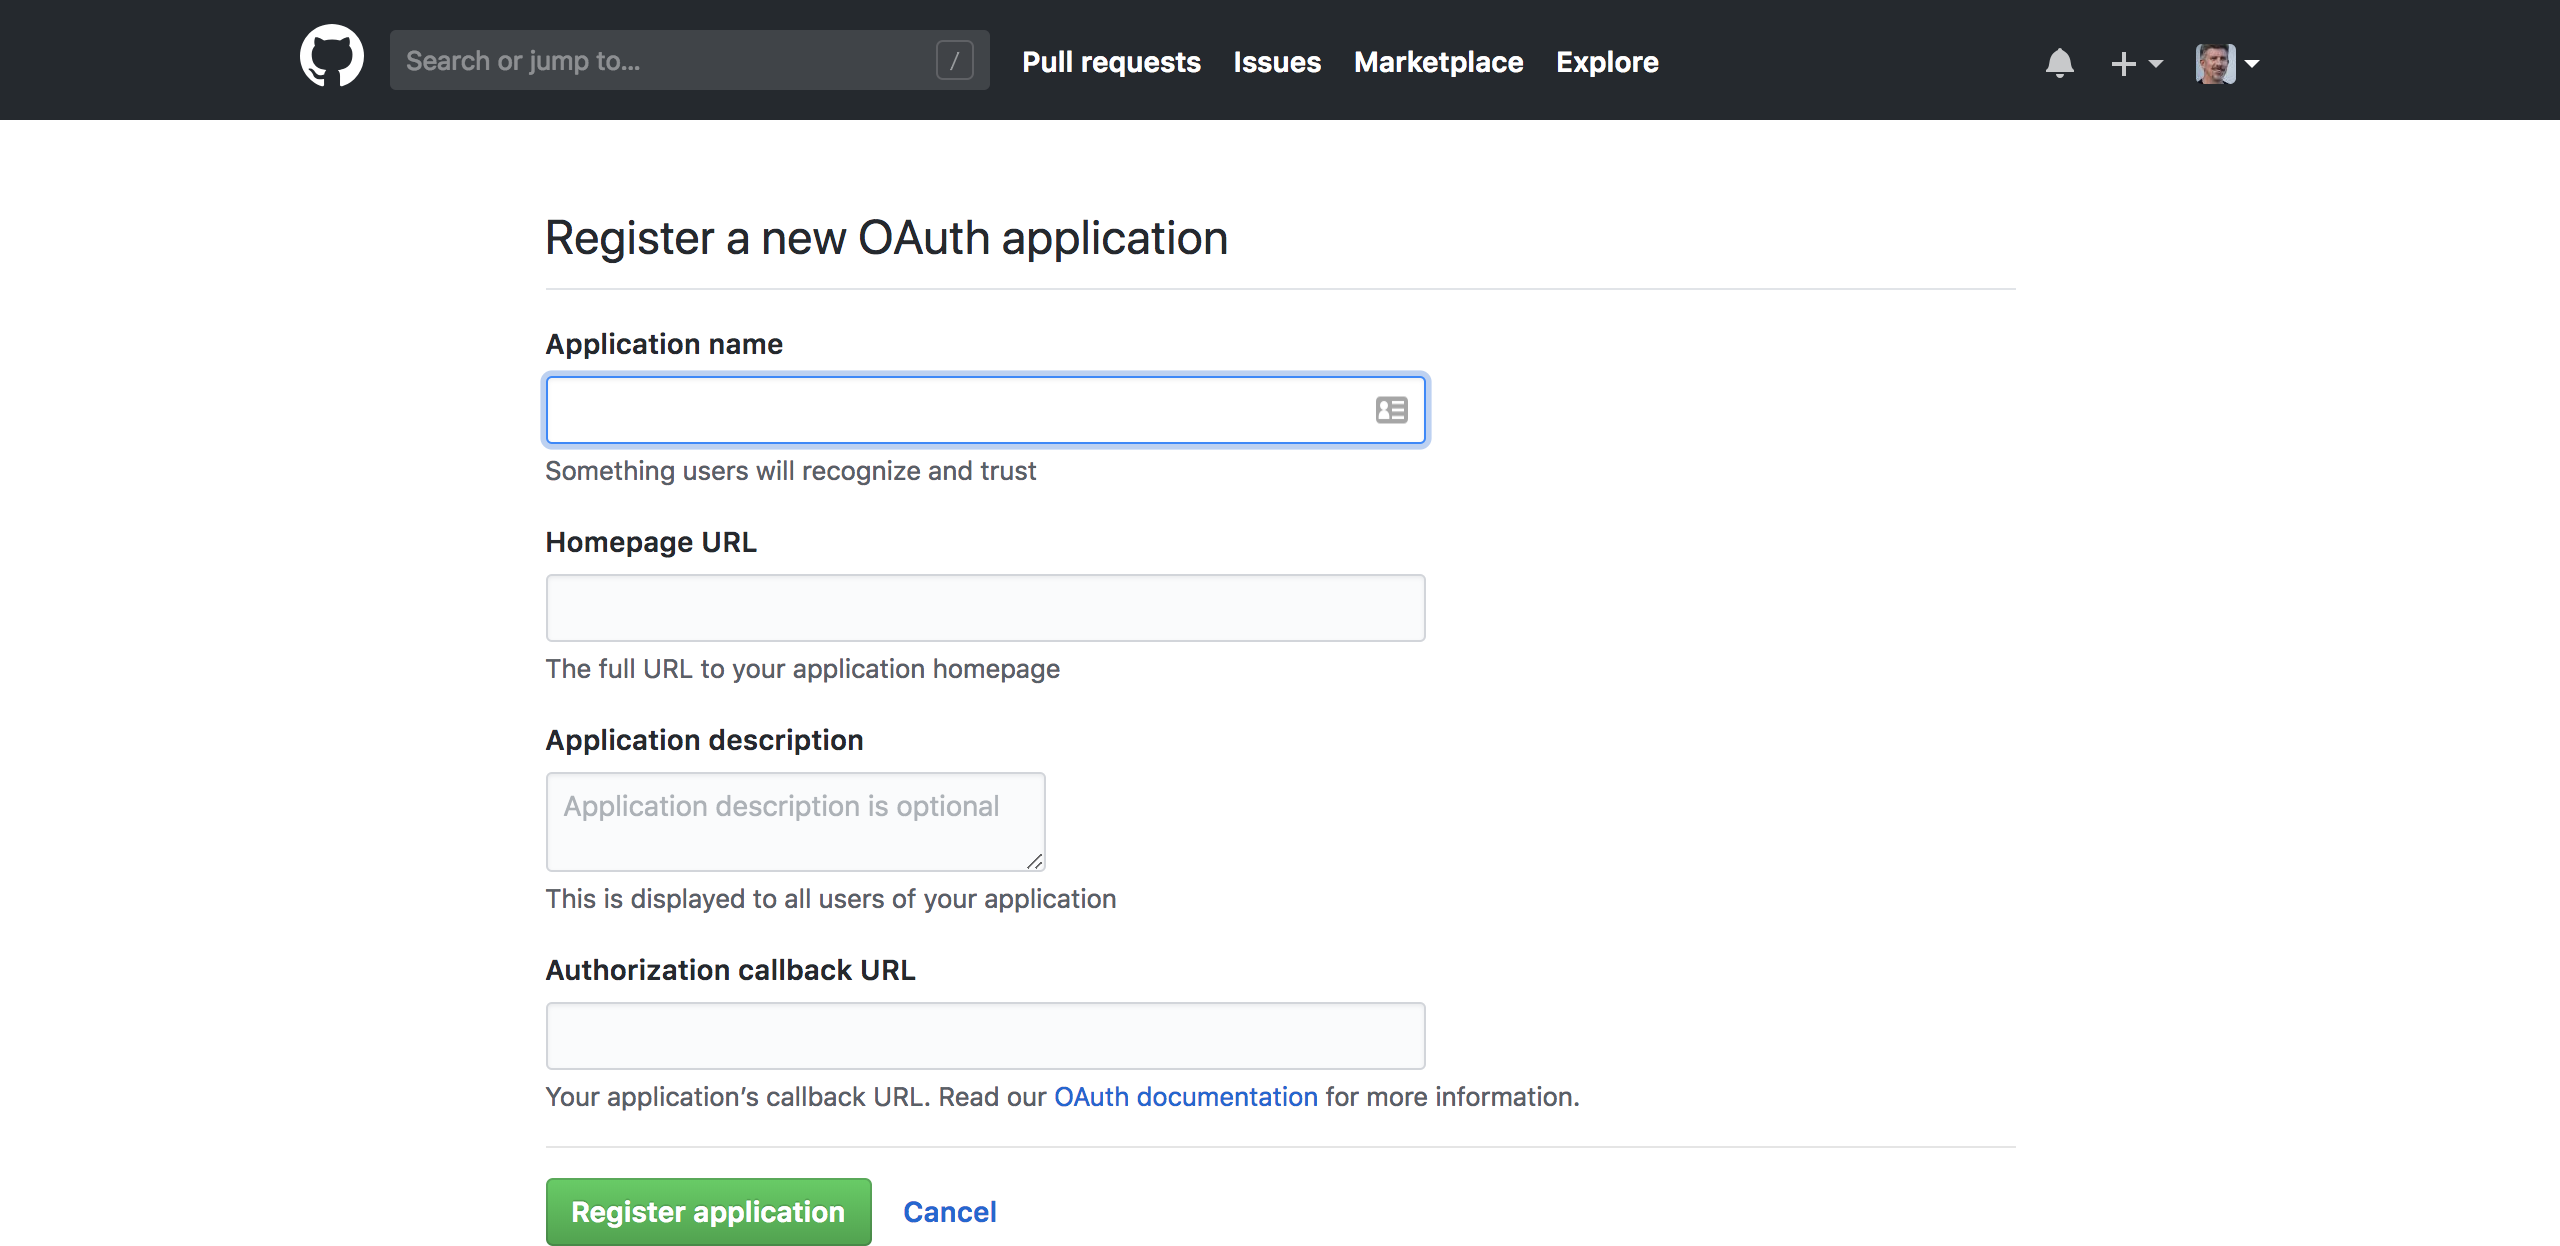 Search or jump to...
/
Pull requests
Issues
Marketplace
Explore
Register a new OAuth application
Application name
Something users will recognize and trust
Homepage URL
The full URL to your application homepage
Application description
Application description is optional
This is displayed to all users of your application
Authorization callback URL
Your application’s callback URL. Read our OAuth documentation for more information.
Register application
Cancel